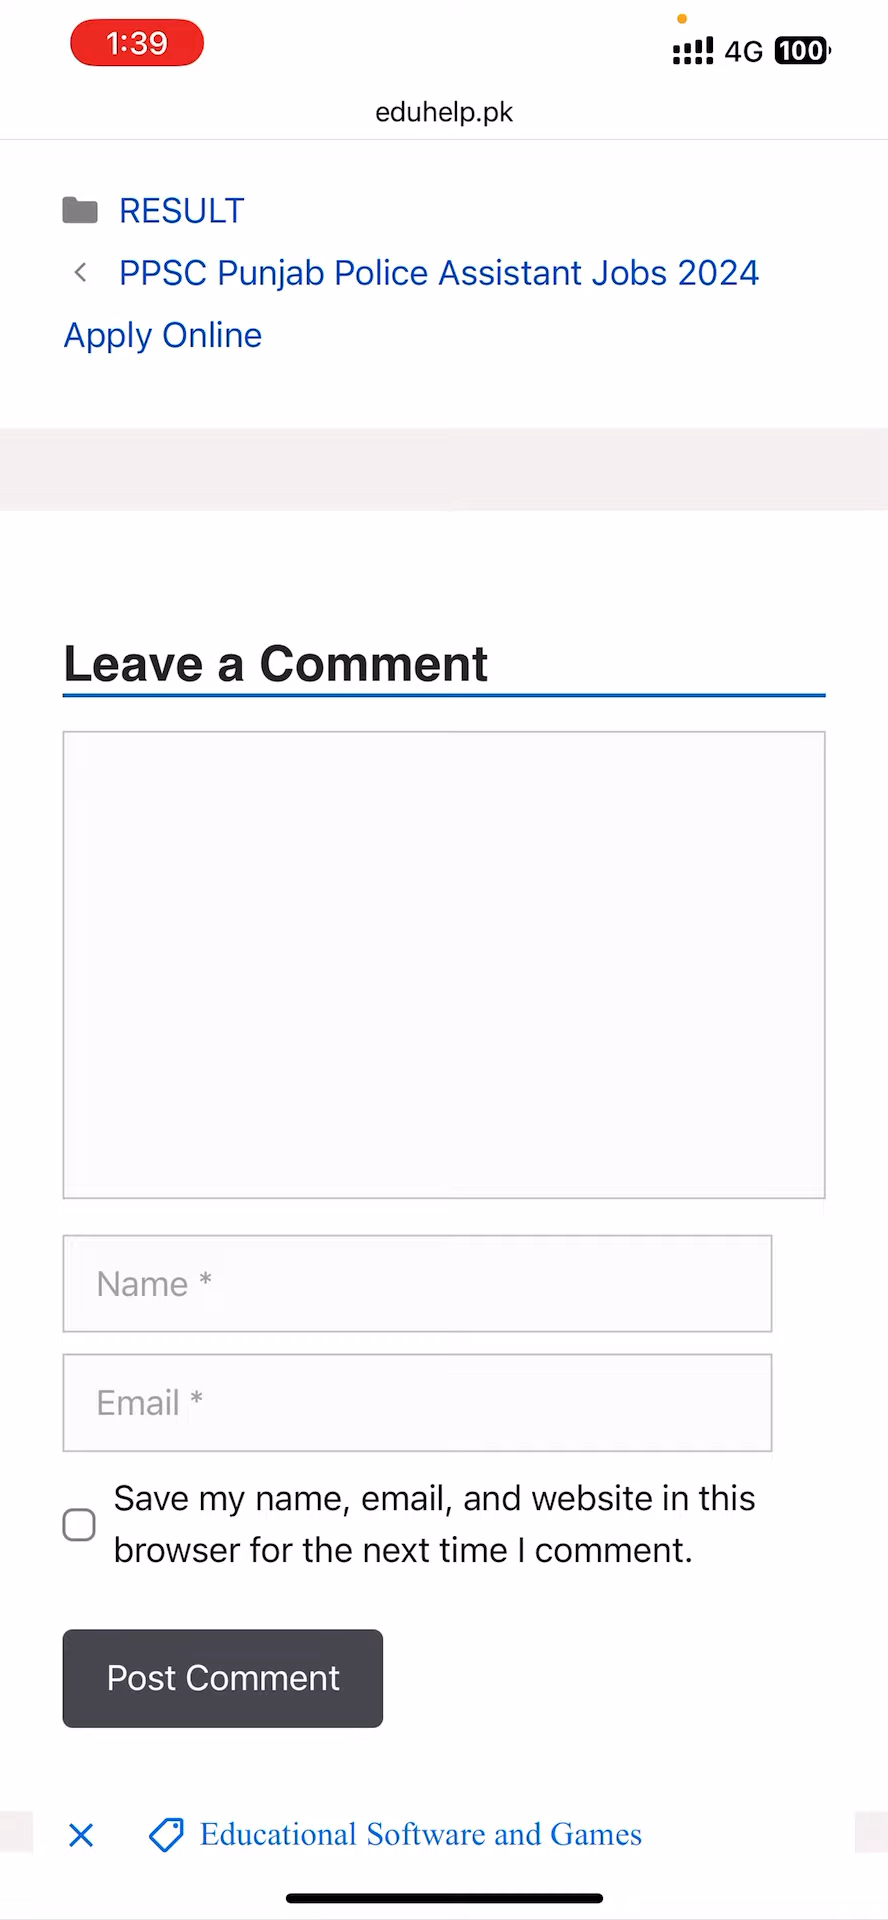 1:39
4G 100
eduhelp.pk
RESULT
PPSC Punjab Police Assistant Jobs 2024
Apply Online
Leave a Comment
Name *
Email *
Save my name, email, and website in this
browser for the next time I comment.
Post Comment
Educational Software and Games